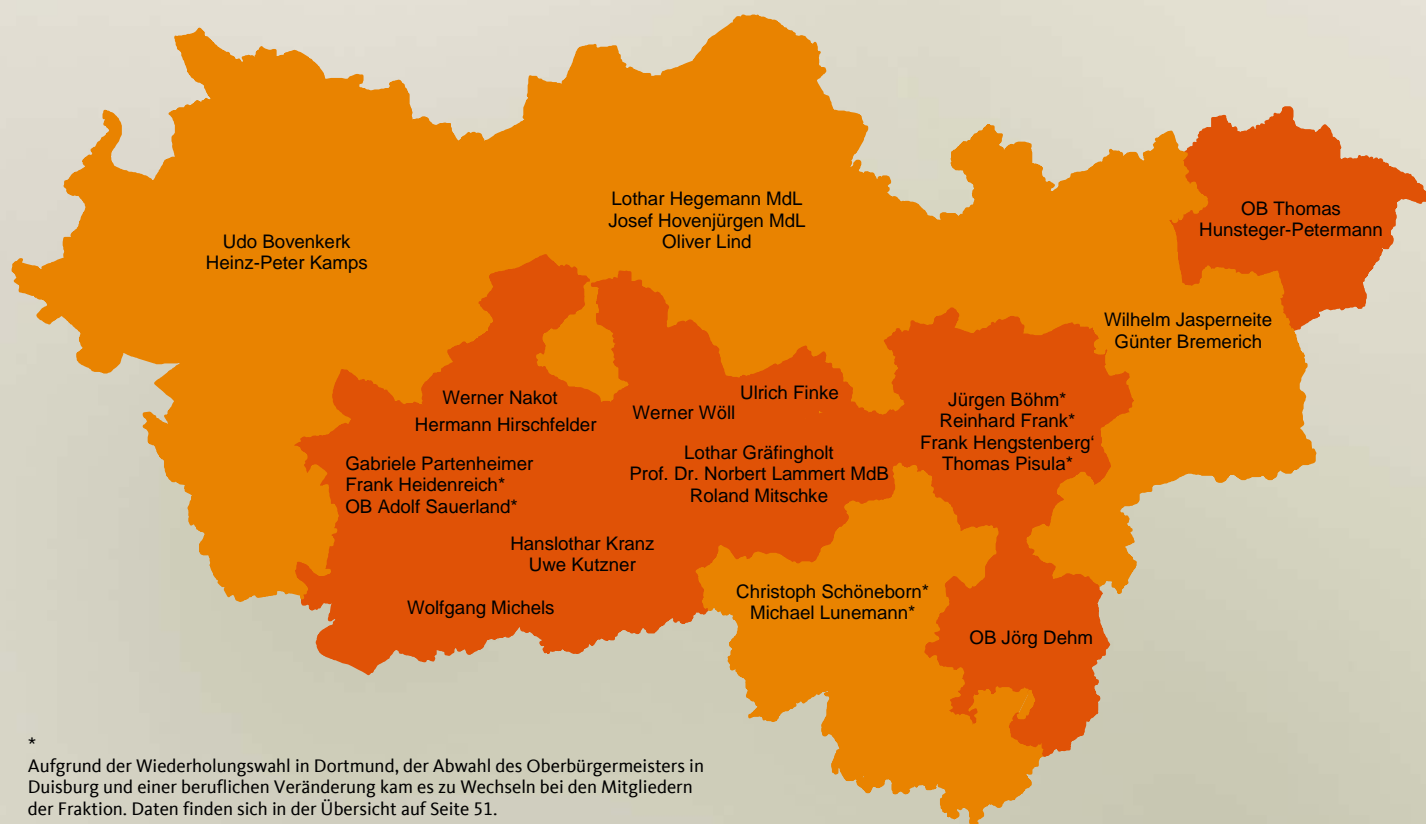 Lothar Hegemann MdL
Josef Hovenjürgen MdL
Oliver Lind
OB Thomas
Hunsteger-Petermann
Udo Bovenkerk
Heinz-Peter Kamps
Wilhelm Jasperneite
Günter Bremerich
Werner Nakot
Hermann Hirschfelder
Werner Wöll
Ulrich Finke
Jürgen Böhm*
Reinhard Frank*
Frank Hengstenberg‘
Thomas Pisula*
Gabriele Partenheimer
Frank Heidenreich*
OB Adolf Sauerland*
Lothar Gräfingholt
Prof. Dr. Norbert Lammert MdB
Roland Mitschke
Hanslothar Kranz
Uwe Kutzner
Wolfgang Michels
Christoph Schöneborn*
Michael Lunemann*
OB Jörg Dehm
*
Aufgrund der Wiederholungswahl in Dortmund, der Abwahl des Oberbürgermeisters in
Duisburg und einer beruflichen Veränderung kam es zu Wechseln bei den Mitgliedern
der Fraktion. Daten finden sich in der Übersicht auf Seite 51.